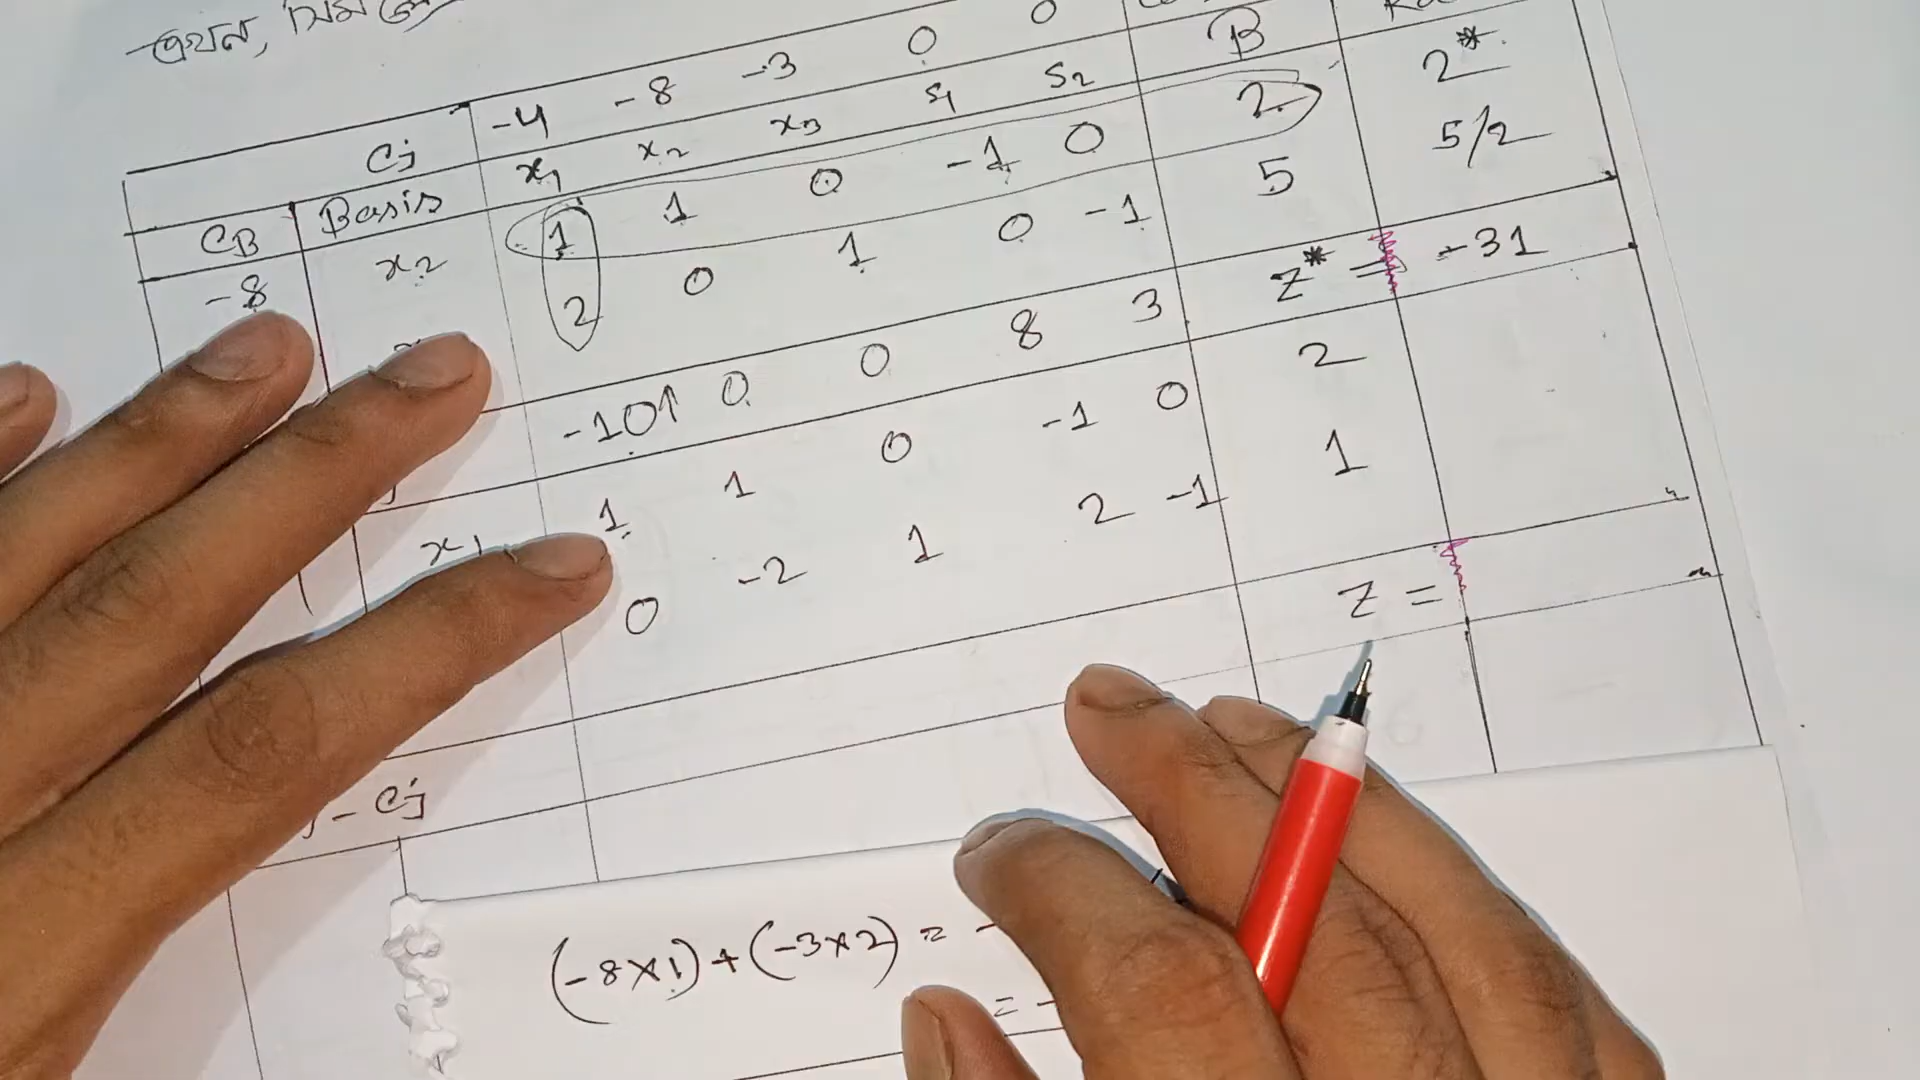 এখন,
Cj -4 -8 -3 0 0
CB Basis x1 x2 x3 s1 s2 B
-8 x2 1 1 0 -1 0 2 2*
2 0 1 0 -1 5 5/2
-10↑ 0 0 8 3 z* = -31
x1 1 1 0 -1 0 2
0 -2 1 2 -1 1
- Cj z =
(-8×1)+(-3×2) = -
= -